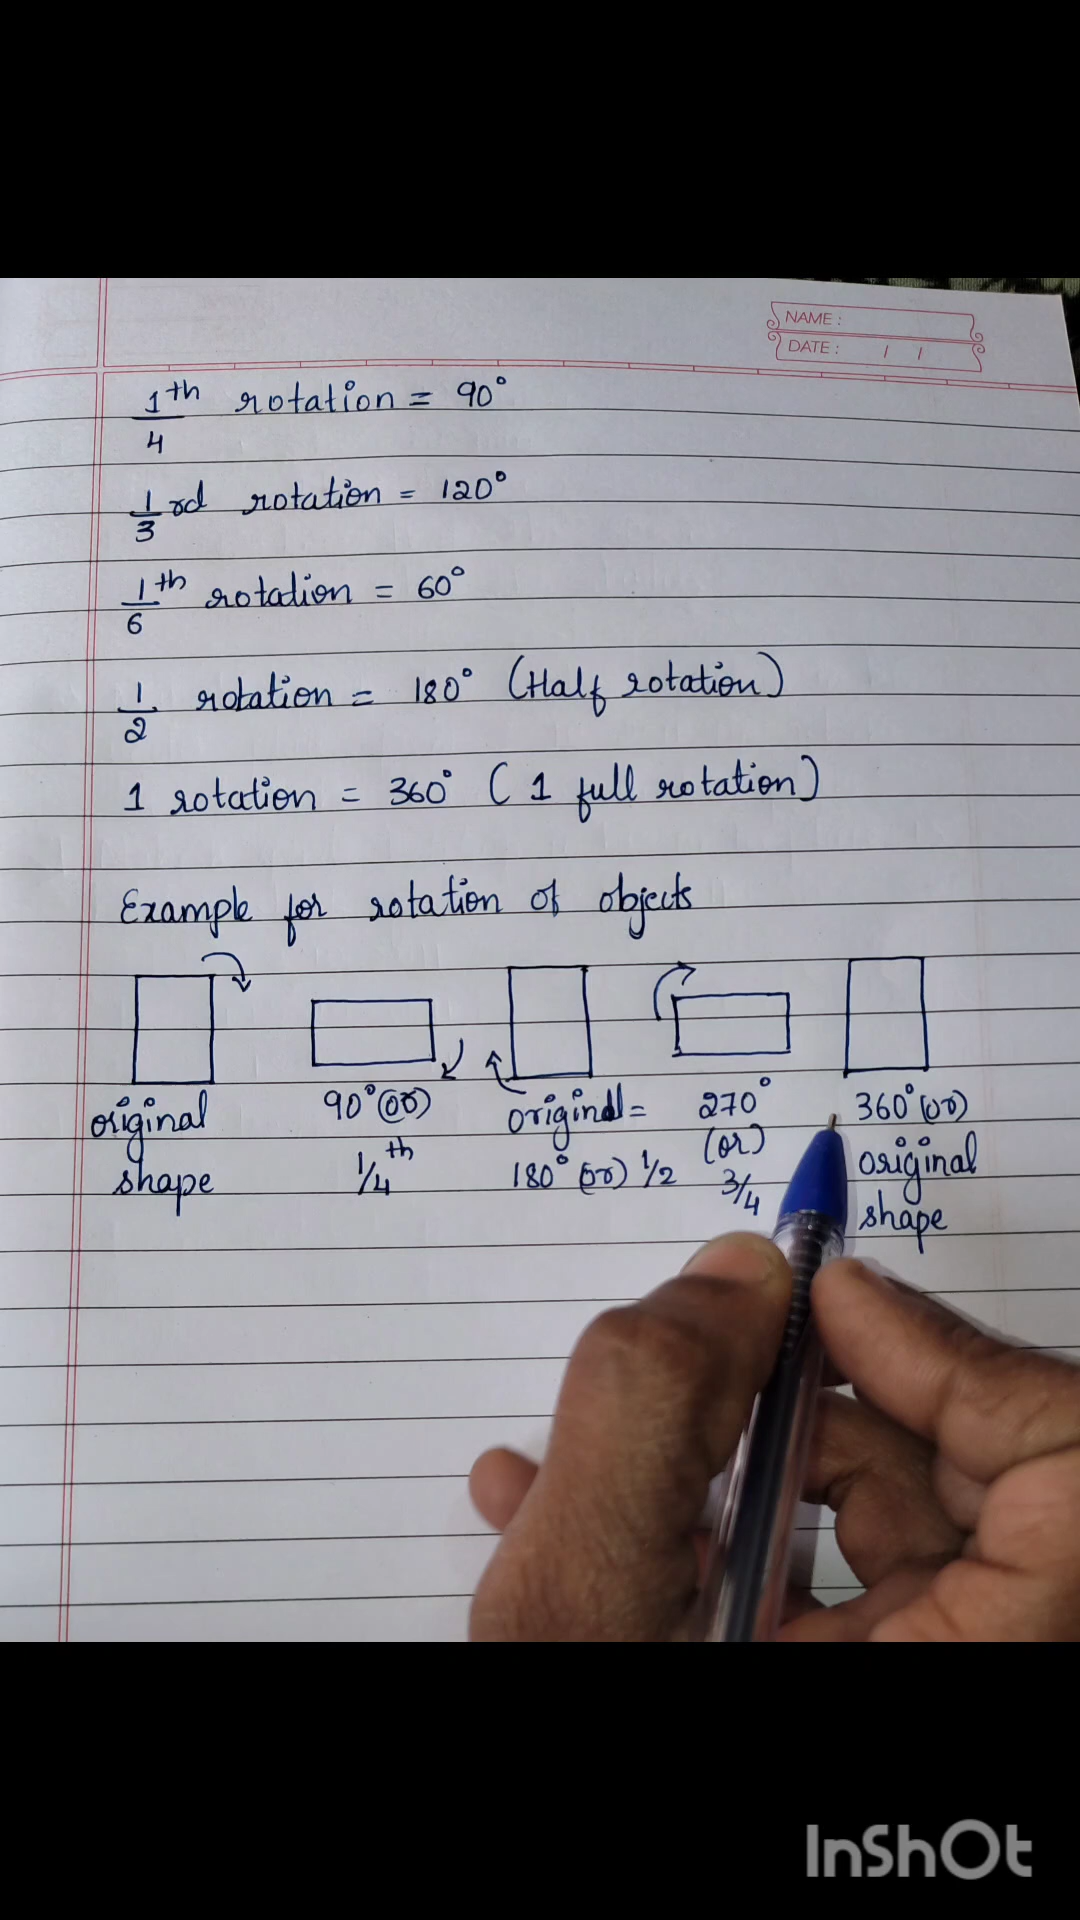 NAME :
DATE : / /
1/4 th rotation = 90°
1/3 rd rotation = 120°
1/6 th rotation = 60°
1/2 rotation = 180° (Half rotation)
1 rotation = 360° ( 1 full rotation)
Example for rotation of objects
original shape
90° (or) 1/4 th
original = 180° (or) 1/2
270° (or) 3/4
360° (or) original shape
InShOt